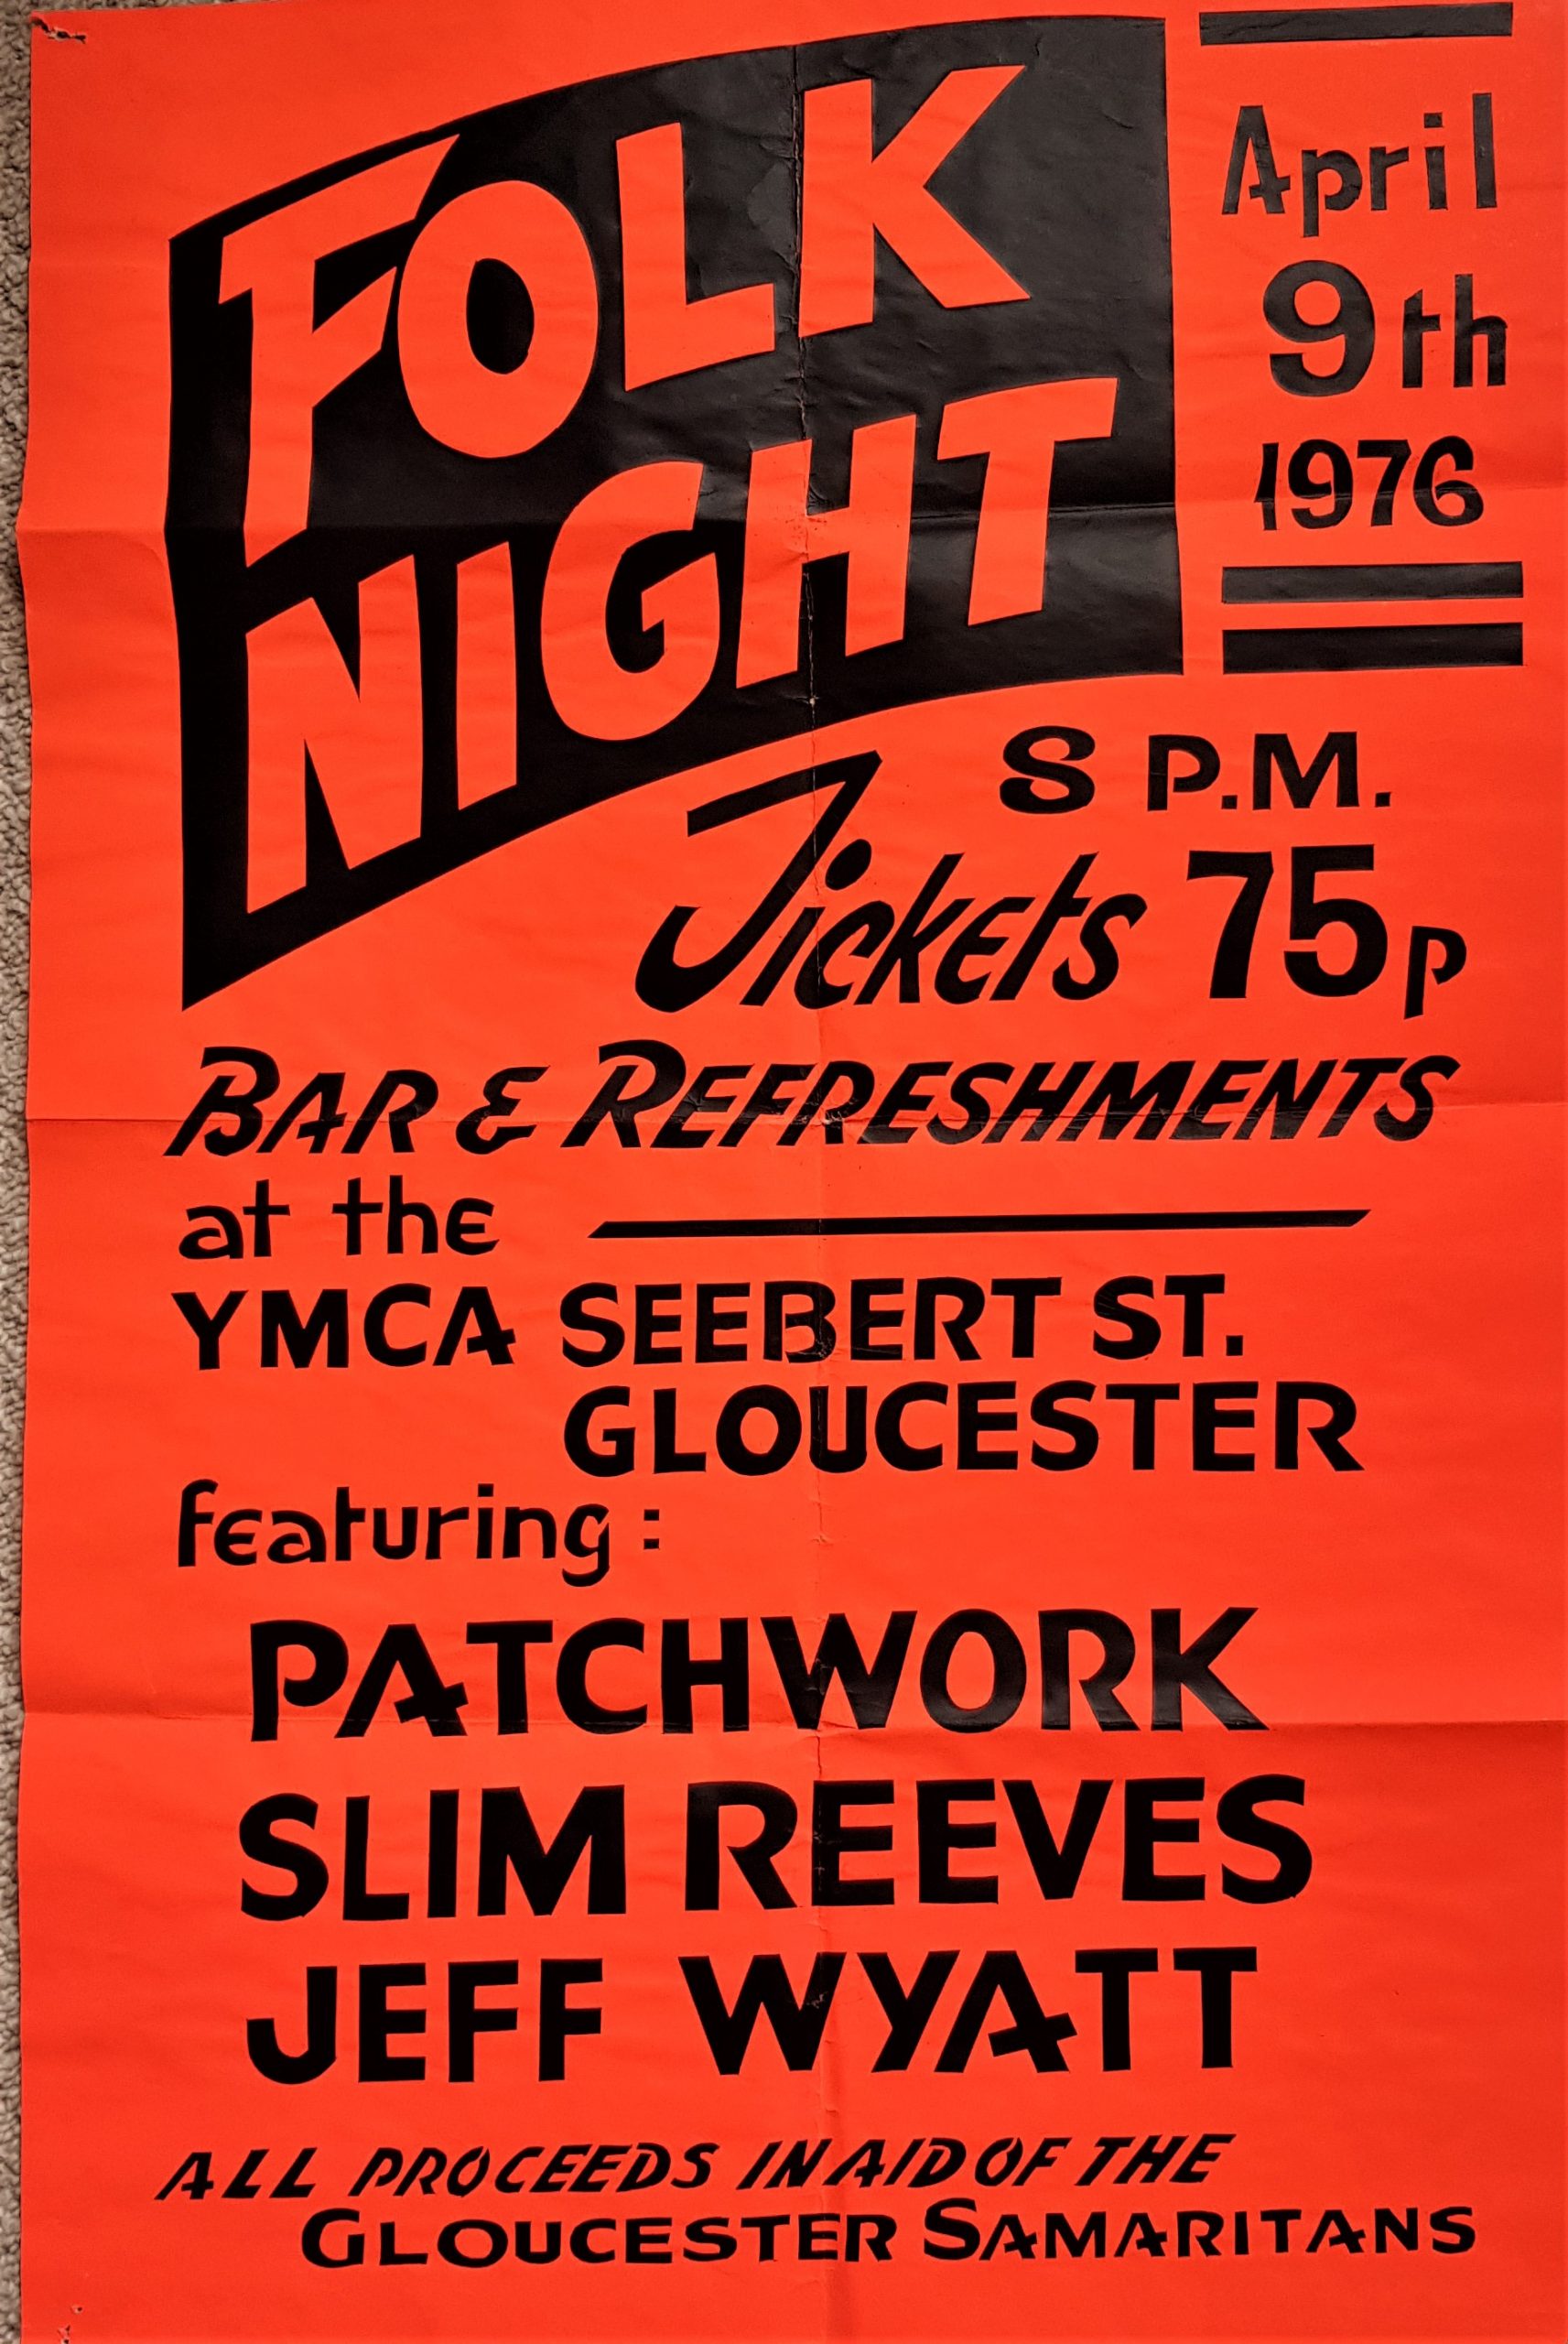 FOLK
NIGHT
April
9th
1976
8 P.M.
Tickets 75p
BAR & REFRESHMENTS
at the
YMCA SEEBERT ST.
GLOUCESTER
featuring:
PATCHWORK
SLIM REEVES
JEFF WYATT
ALL PROCEEDS IN AID OF THE
GLOUCESTER SAMARITANS